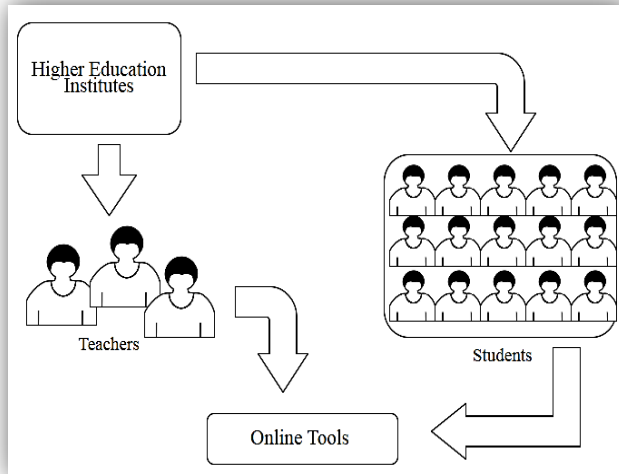 Higher Education
Institutes
Teachers
Students
Online Tools